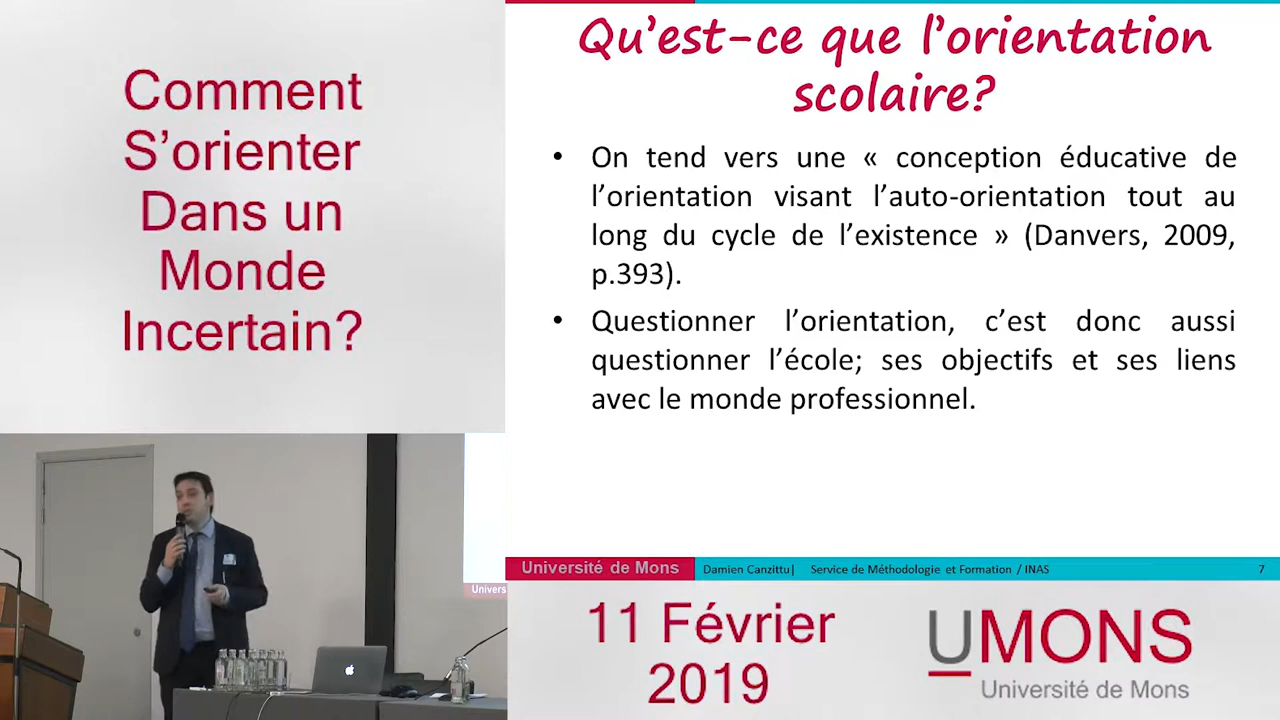 Comment
S’orienter
Dans un
Monde
Incertain?
Qu’est-ce que l’orientation
scolaire?
• On tend vers une « conception éducative de
l’orientation visant l’auto-orientation tout au
long du cycle de l’existence » (Danvers, 2009,
p.393).
• Questionner l’orientation, c’est donc aussi
questionner l’école; ses objectifs et ses liens
avec le monde professionnel.
Université de Mons
Damien Canzittu| Service de Méthodologie et Formation / INAS
7
Univers
11 Février
2019
UMONS
Université de Mons